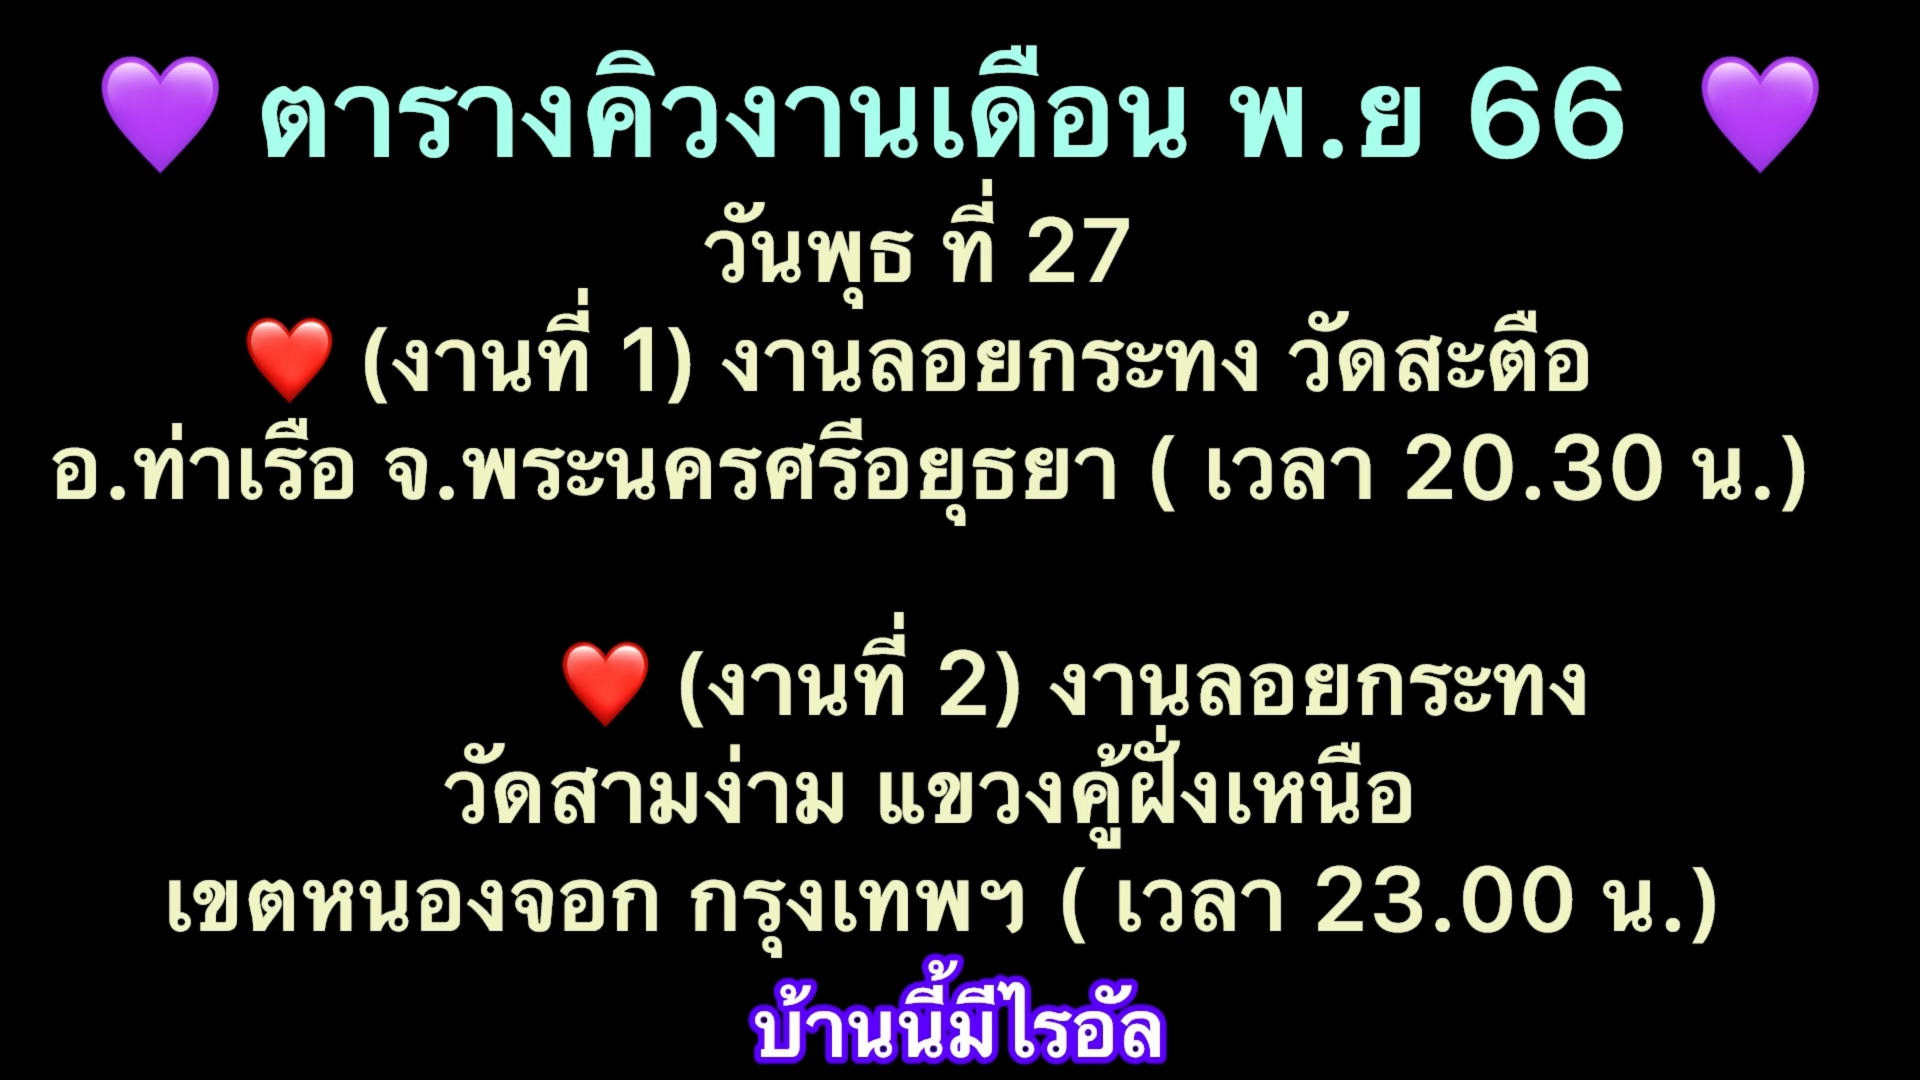 💜 ตารางคิวงานเดือน พ.ย 66 💜
วันพุธ ที่ 27
❤️ (งานที่ 1) งานลอยกระทง วัดสะตือ
อ.ท่าเรือ จ.พระนครศรีอยุธยา ( เวลา 20.30 น.)
❤️ (งานที่ 2) งานลอยกระทง
วัดสามง่าม แขวงคู้ฝั่งเหนือ
เขตหนองจอก กรุงเทพฯ ( เวลา 23.00 น.)
บ้านนี้มีไรอัล